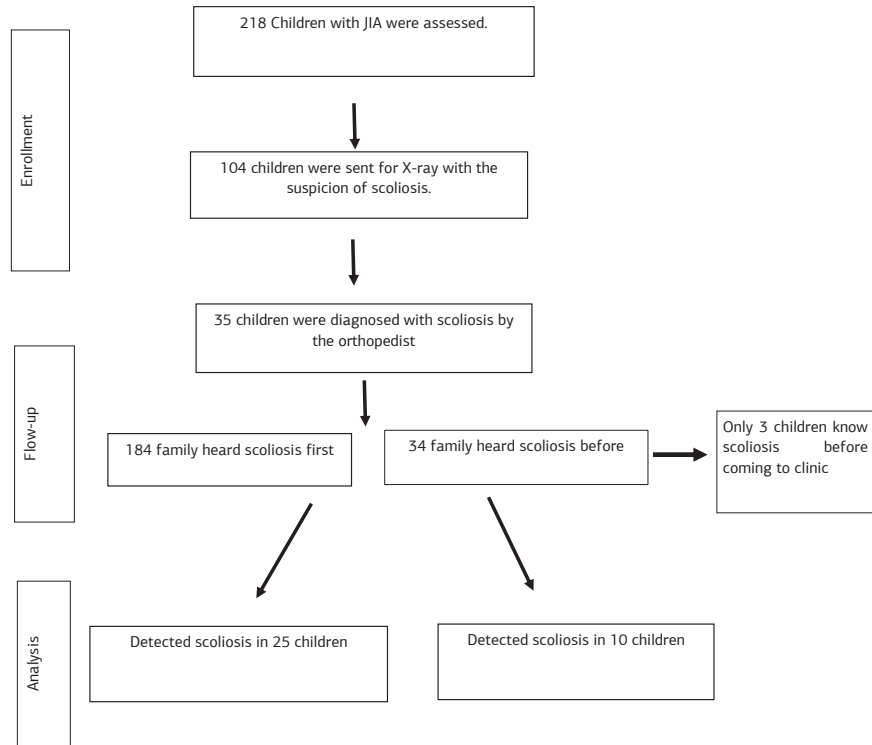 218 Children with JIA were assessed.
Enrollment
104 children were sent for X-ray with the
suspicion of scoliosis.
35 children were diagnosed with scoliosis by
the orthopedist
Follow-up
184 family heard scoliosis first
34 family heard scoliosis before
Only 3 children know
scoliosis before
coming to clinic
Analysis
Detected scoliosis in 25 children
Detected scoliosis in 10 children